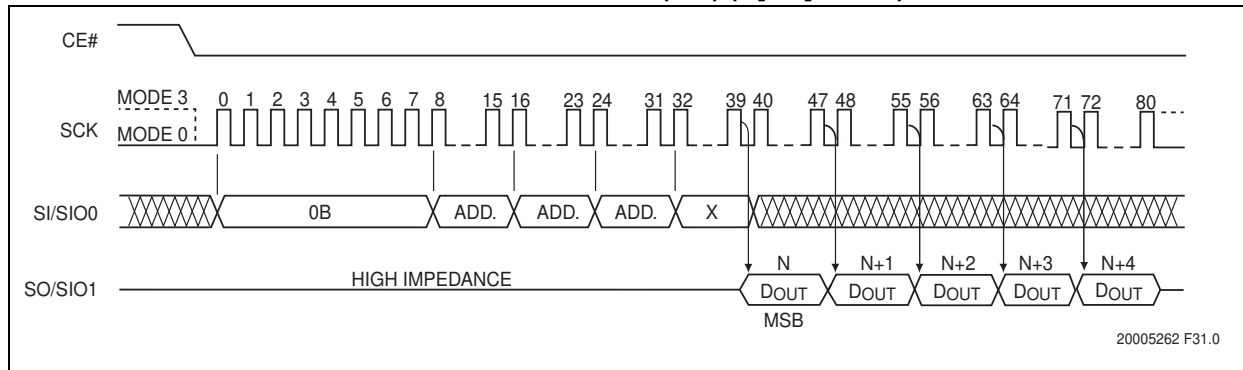 CE#
MODE 3 0 1 2 3 4 5 6 7 8 15 16 23 24 31 32 39 40 47 48 55 56 63 64 71 72 80
SCK MODE 0
SI/SIO0 0B ADD. ADD. ADD. X
N N+1 N+2 N+3 N+4
SO/SIO1 HIGH IMPEDANCE DOUT DOUT DOUT DOUT DOUT
MSB
20005262 F31.0